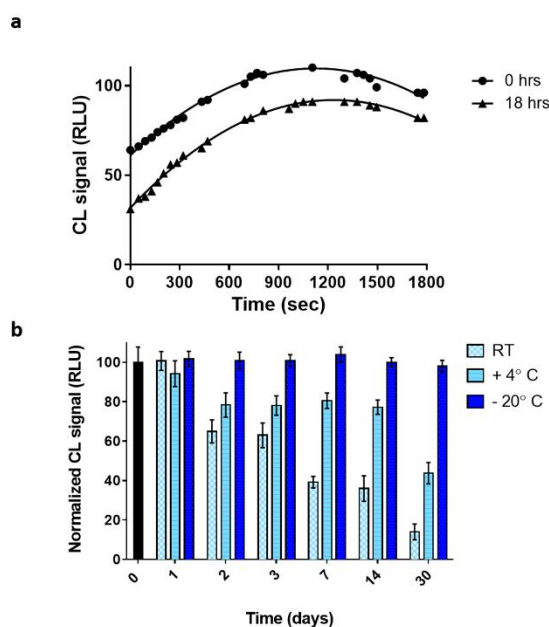 a
CL signal (RLU)
100
50
0
0 300 600 900 1200 1500 1800
Time (sec)
0 hrs
18 hrs
b
Normalized CL signal (RLU)
100
80
60
40
20
0
0 1 2 3 7 14 30
Time (days)
RT
+ 4° C
- 20° C